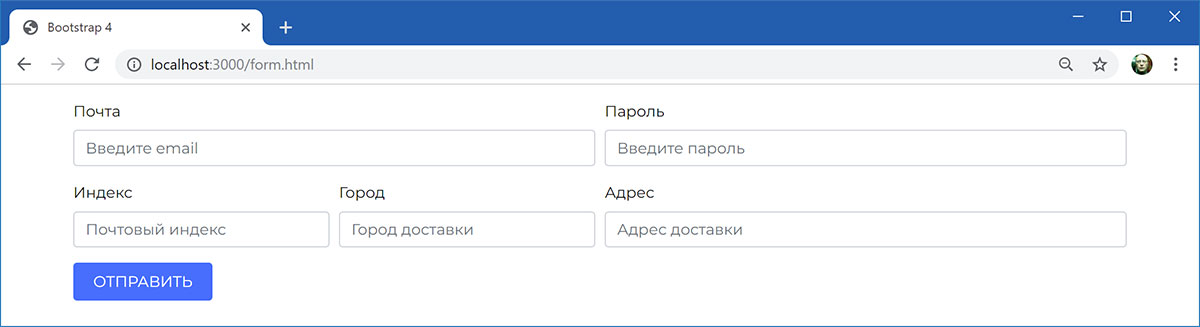 Bootstrap 4
localhost:3000/form.html
Почта Пароль
Введите email Введите пароль
Индекс Город Адрес
Почтовый индекс Город доставки Адрес доставки
ОТПРАВИТЬ